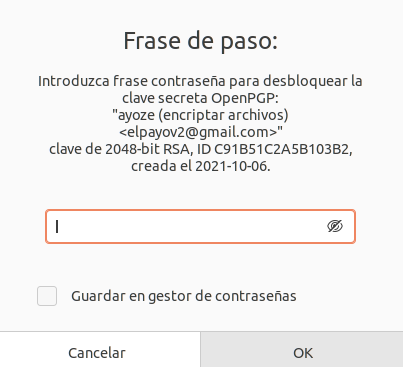 Frase de paso:
Introduzca frase contraseña para desbloquear la
clave secreta OpenPGP:
"ayoze (encriptar archivos)
<elpayov2@gmail.com>"
clave de 2048-bit RSA, ID C91B51C2A5B103B2,
creada el 2021-10-06.
Guardar en gestor de contraseñas
Cancelar
OK